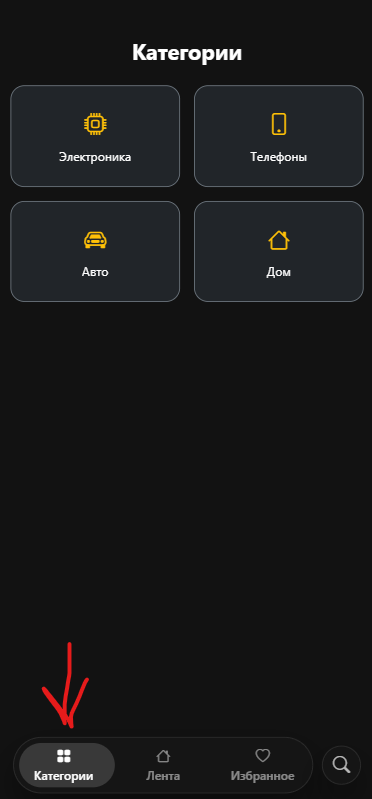 Категории
Электроника
Телефоны
Авто
Дом
Категории
Лента
Избранное